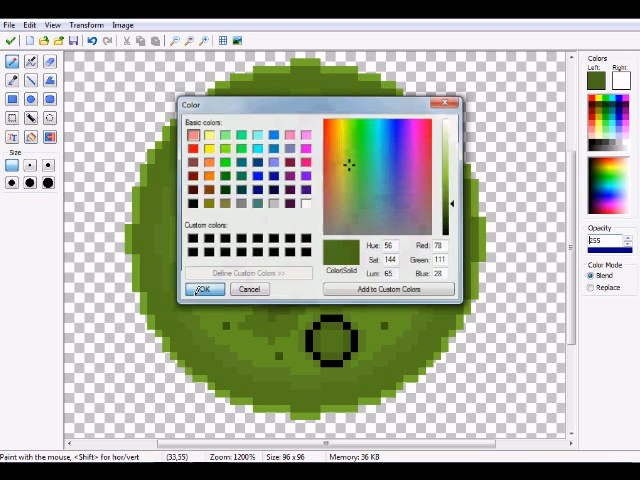 File Edit View Transform Image
Colors
Left: Right:
Color
Basic colors:
Custom colors:
Define Custom Colors >>
OK Cancel
Color|Solid
Hue: 56 Red: 78
Sat: 144 Green: 111
Lum: 65 Blue: 28
Add to Custom Colors
Size
Opacity
255
Color Mode
Blend
Replace
Paint with the mouse, <Shift> for hor/vert (33,55) Zoom: 1200% Size: 96 x 96 Memory: 36 KB